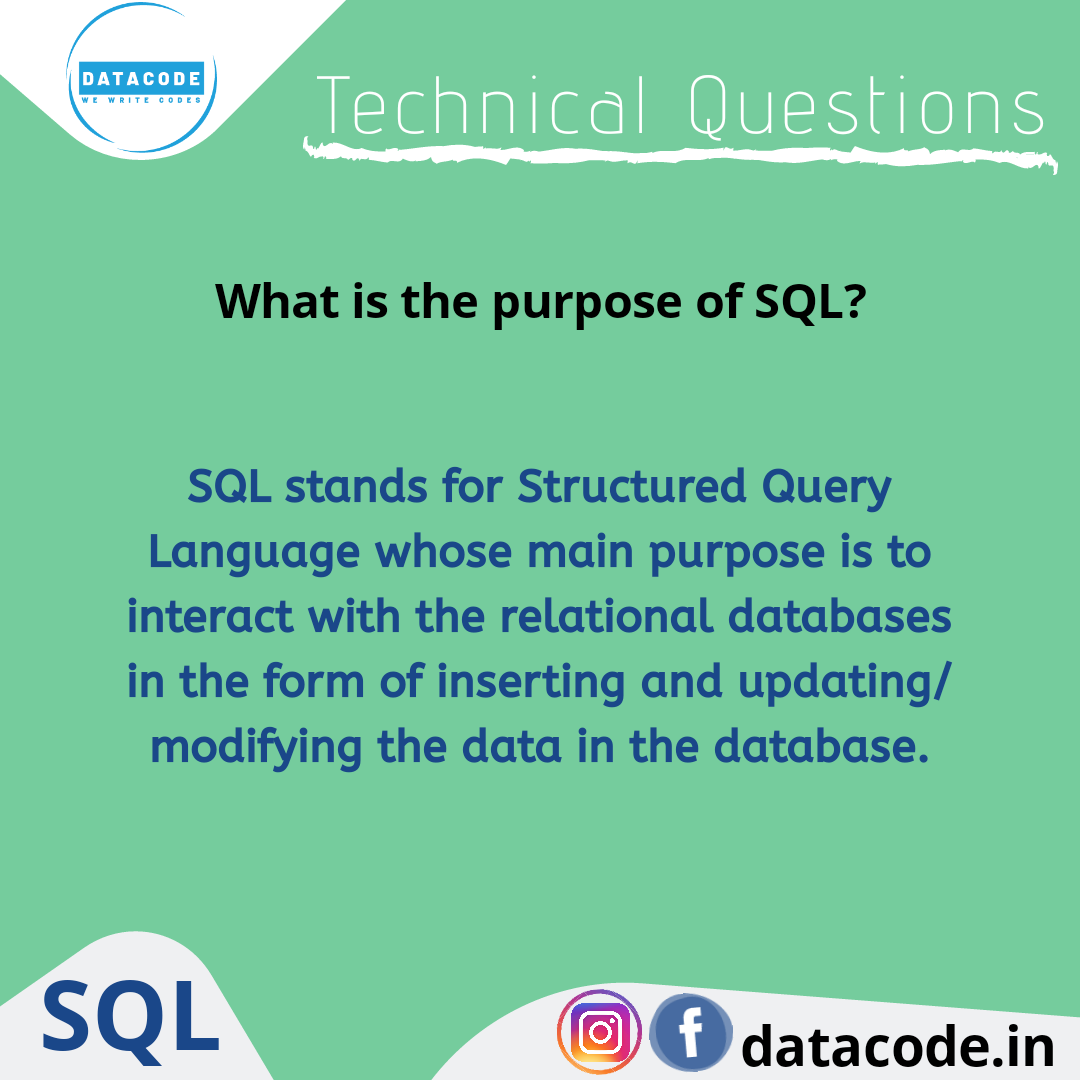 DATACODE
WE WRITE CODES
Technical Questions
What is the purpose of SQL?
SQL stands for Structured Query
Language whose main purpose is to
interact with the relational databases
in the form of inserting and updating/
modifying the data in the database.
SQL
datacode.in